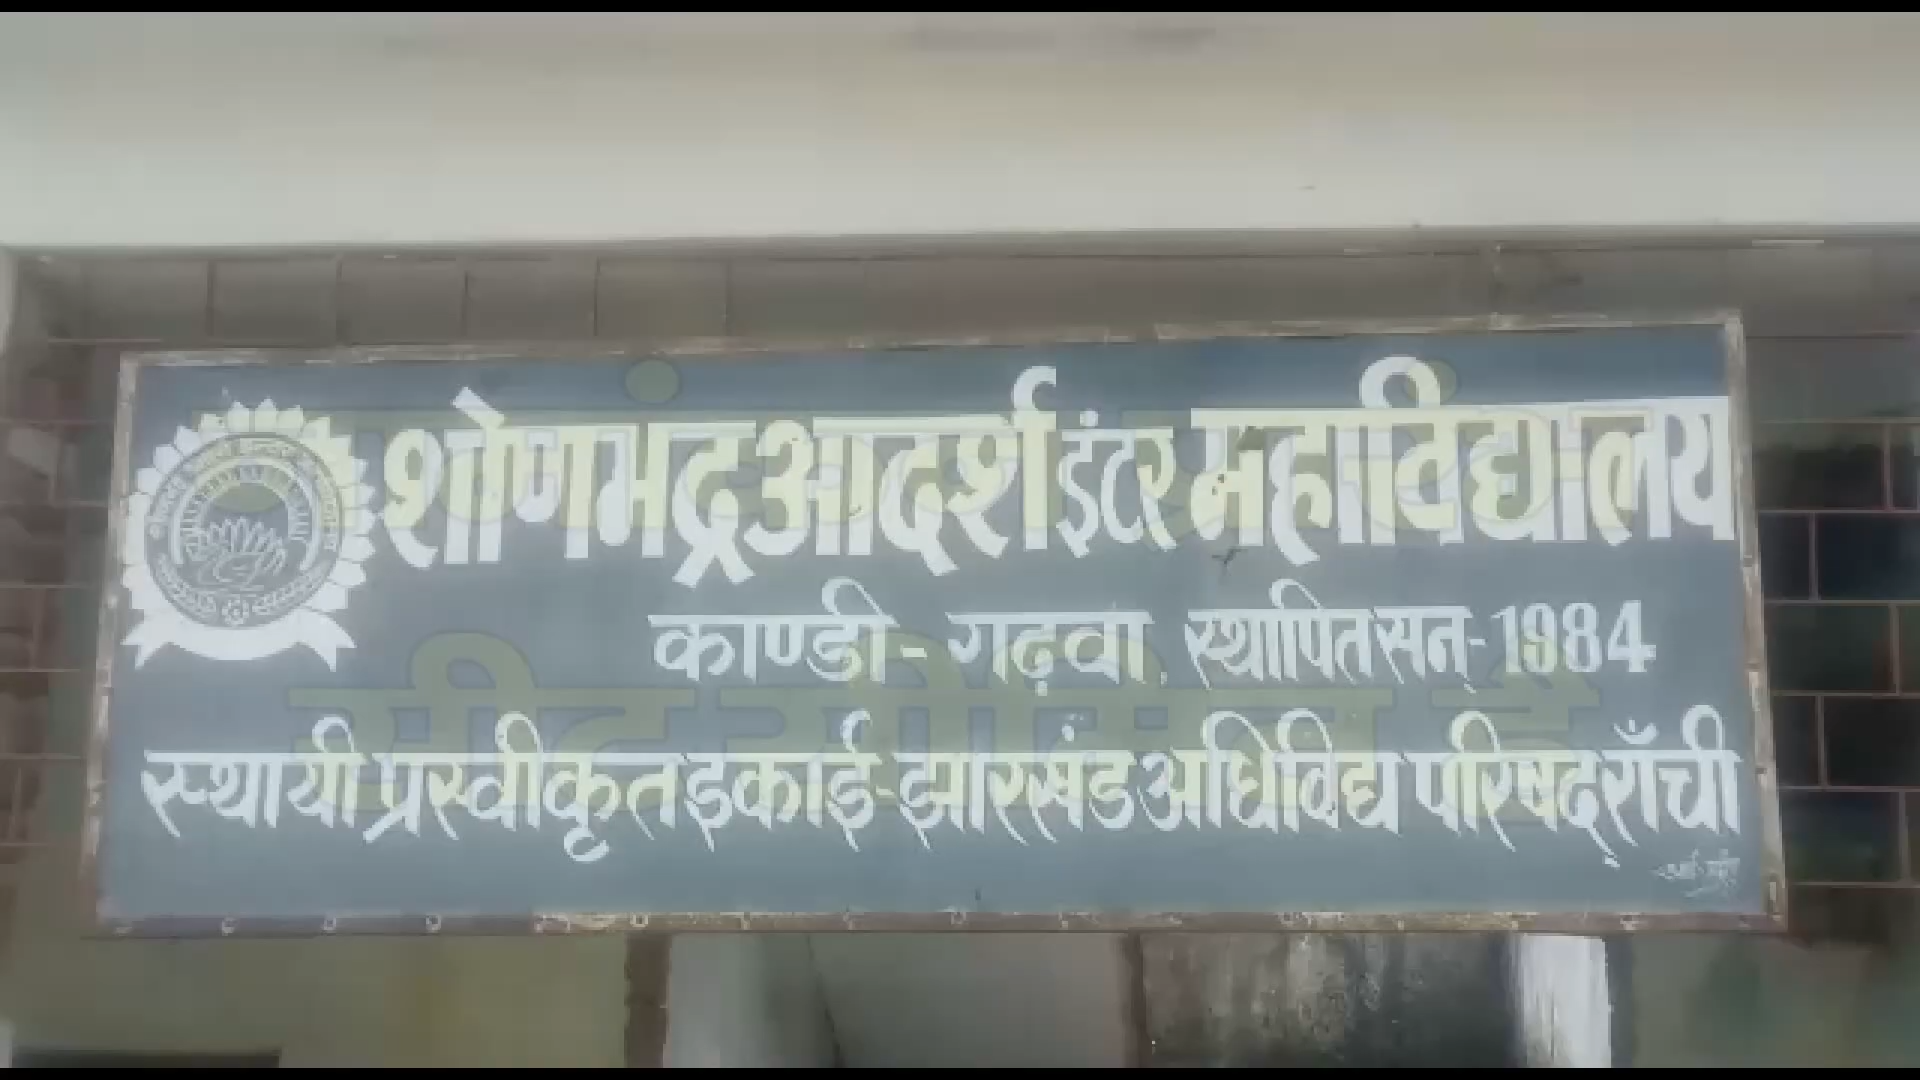 शोणभद्र आदर्श इंटर महाविद्यालय
काण्डी - गढ़वा, स्थापित सन् - 1984
स्थायी प्रस्वीकृत इकाई - झारखंड अधिविद्य परिषद् राँची
सीट सीमित है